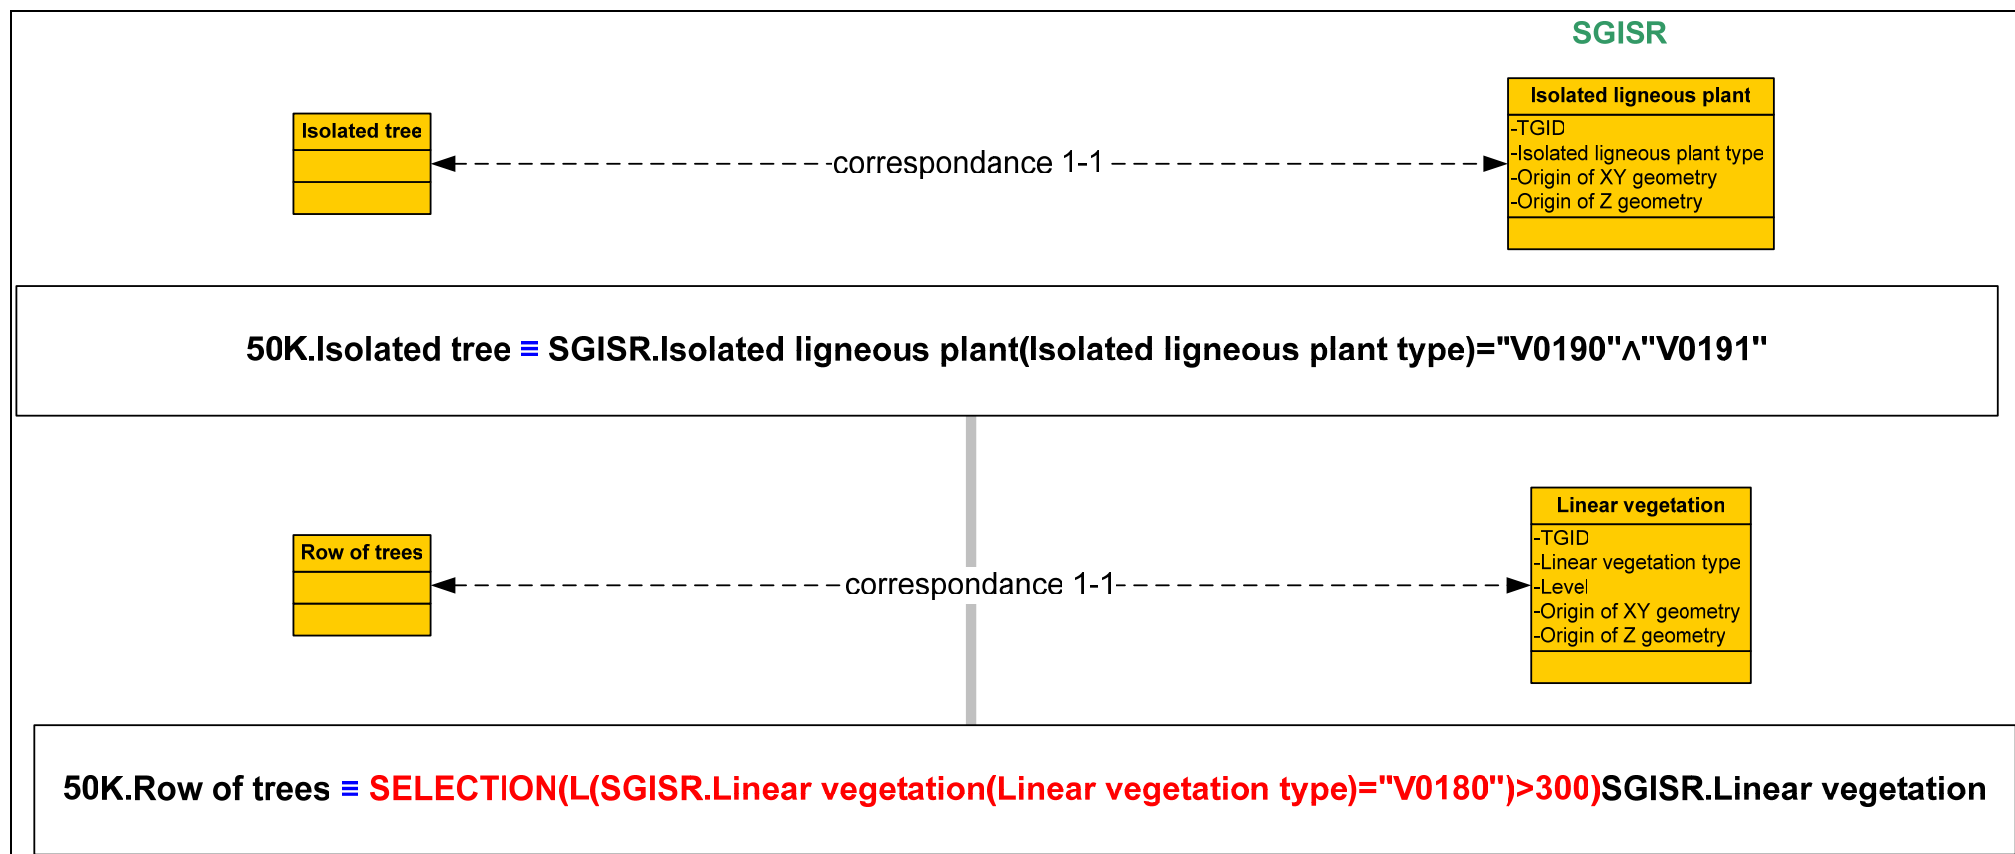 SGISR
Isolated tree
correspondance 1-1
Isolated ligneous plant
-TGID
-Isolated ligneous plant type
-Origin of XY geometry
-Origin of Z geometry
50K.Isolated tree ≡ SGISR.Isolated ligneous plant(Isolated ligneous plant type)="V0190"∧"V0191"
Row of trees
correspondance 1-1
Linear vegetation
-TGID
-Linear vegetation type
-Level
-Origin of XY geometry
-Origin of Z geometry
50K.Row of trees ≡ SELECTION(L(SGISR.Linear vegetation(Linear vegetation type)="V0180")>300)SGISR.Linear vegetation